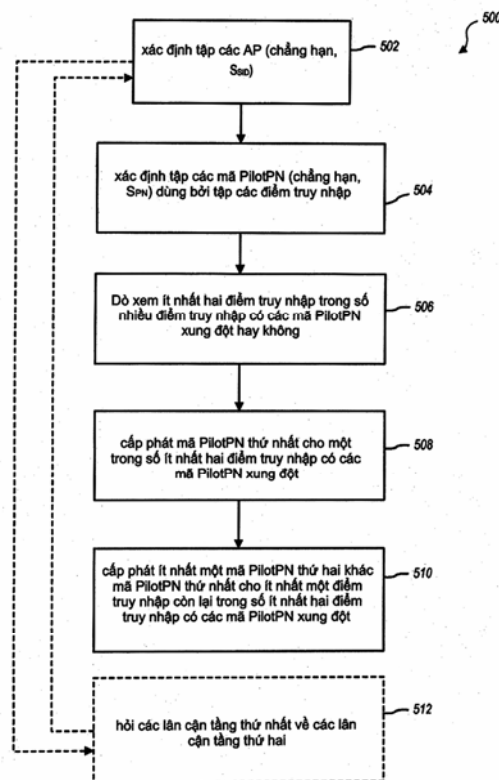 500
xác định tập các AP (chẳng hạn,
SSID)
502
xác định tập các mã PilotPN (chẳng hạn,
SPN) dùng bởi tập các điểm truy nhập
504
Dò xem ít nhất hai điểm truy nhập trong số
nhiều điểm truy nhập có các mã PilotPN
xung đột hay không
506
cấp phát mã PilotPN thứ nhất cho một
trong số ít nhất hai điểm truy nhập có các
mã PilotPN xung đột
508
cấp phát ít nhất một mã PilotPN thứ hai khác
mã PilotPN thứ nhất cho ít nhất một điểm
truy nhập còn lại trong số ít nhất hai điểm
truy nhập có các mã PilotPN xung đột
510
hỏi các lân cận tầng thứ nhất về các lân
cận tầng thứ hai
512